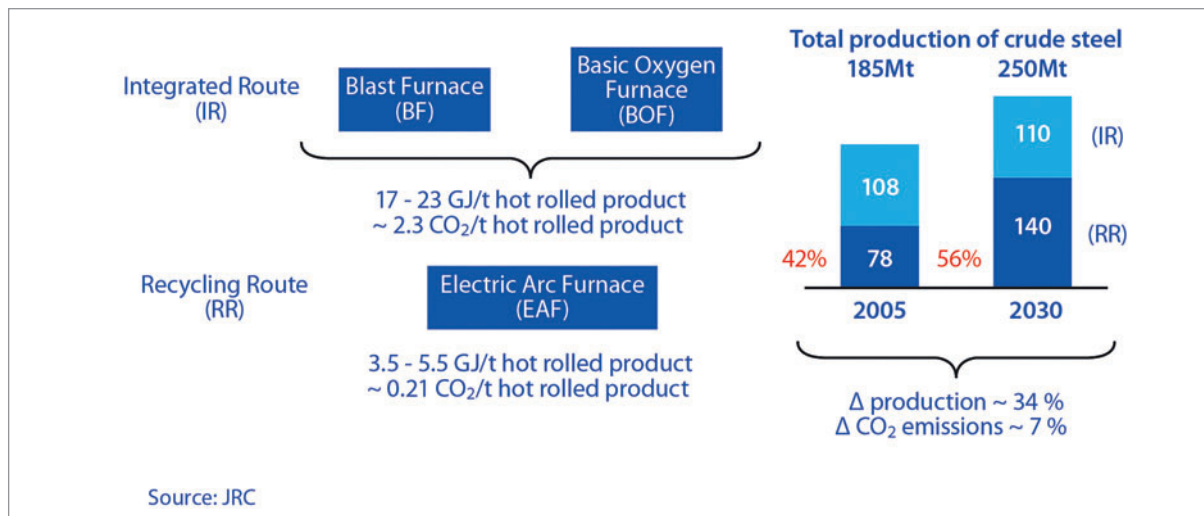 Integrated Route
(IR)
Blast Furnace
(BF)
Basic Oxygen
Furnace
(BOF)
17 - 23 GJ/t hot rolled product
~ 2.3 CO₂/t hot rolled product
Recycling Route
(RR)
Electric Arc Furnace
(EAF)
3.5 - 5.5 GJ/t hot rolled product
~ 0.21 CO₂/t hot rolled product
Total production of crude steel
185Mt 250Mt
110 (IR)
108
140 (RR)
42% 78 56%
2005 2030
Δ production ~ 34 %
Δ CO₂ emissions ~ 7 %
Source: JRC